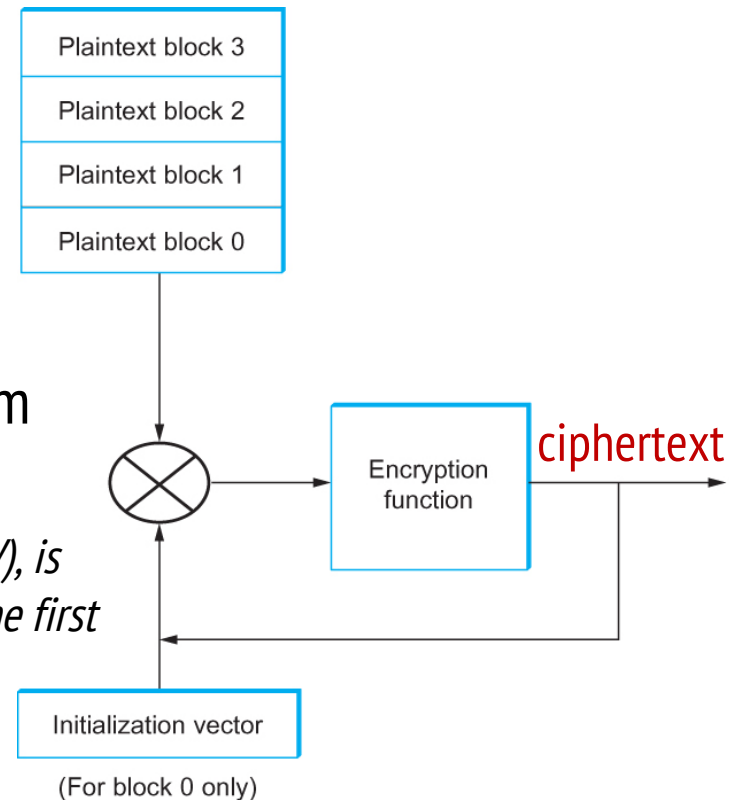 Plaintext block 3
Plaintext block 2
Plaintext block 1
Plaintext block 0
ciphertext
Encryption
function
), is
first
Initialization vector
(For block 0 only)